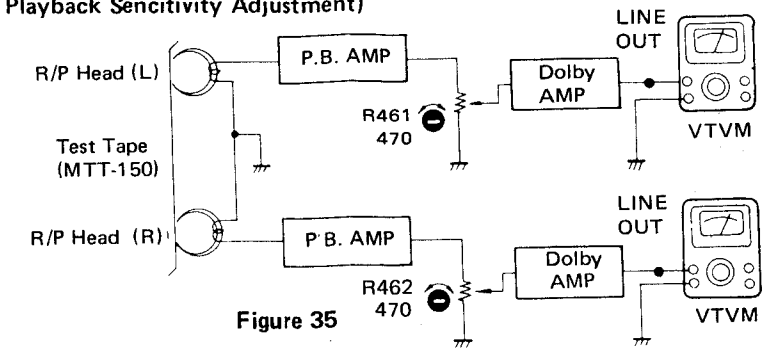 Playback Sencitivity Adjustment)
R/P Head (L)
P.B. AMP
R461
470
Dolby
AMP
LINE
OUT
VTVM
Test Tape
(MTT-150)
R/P Head (R)
P.B. AMP
R462
470
Dolby
AMP
LINE
OUT
VTVM
Figure 35